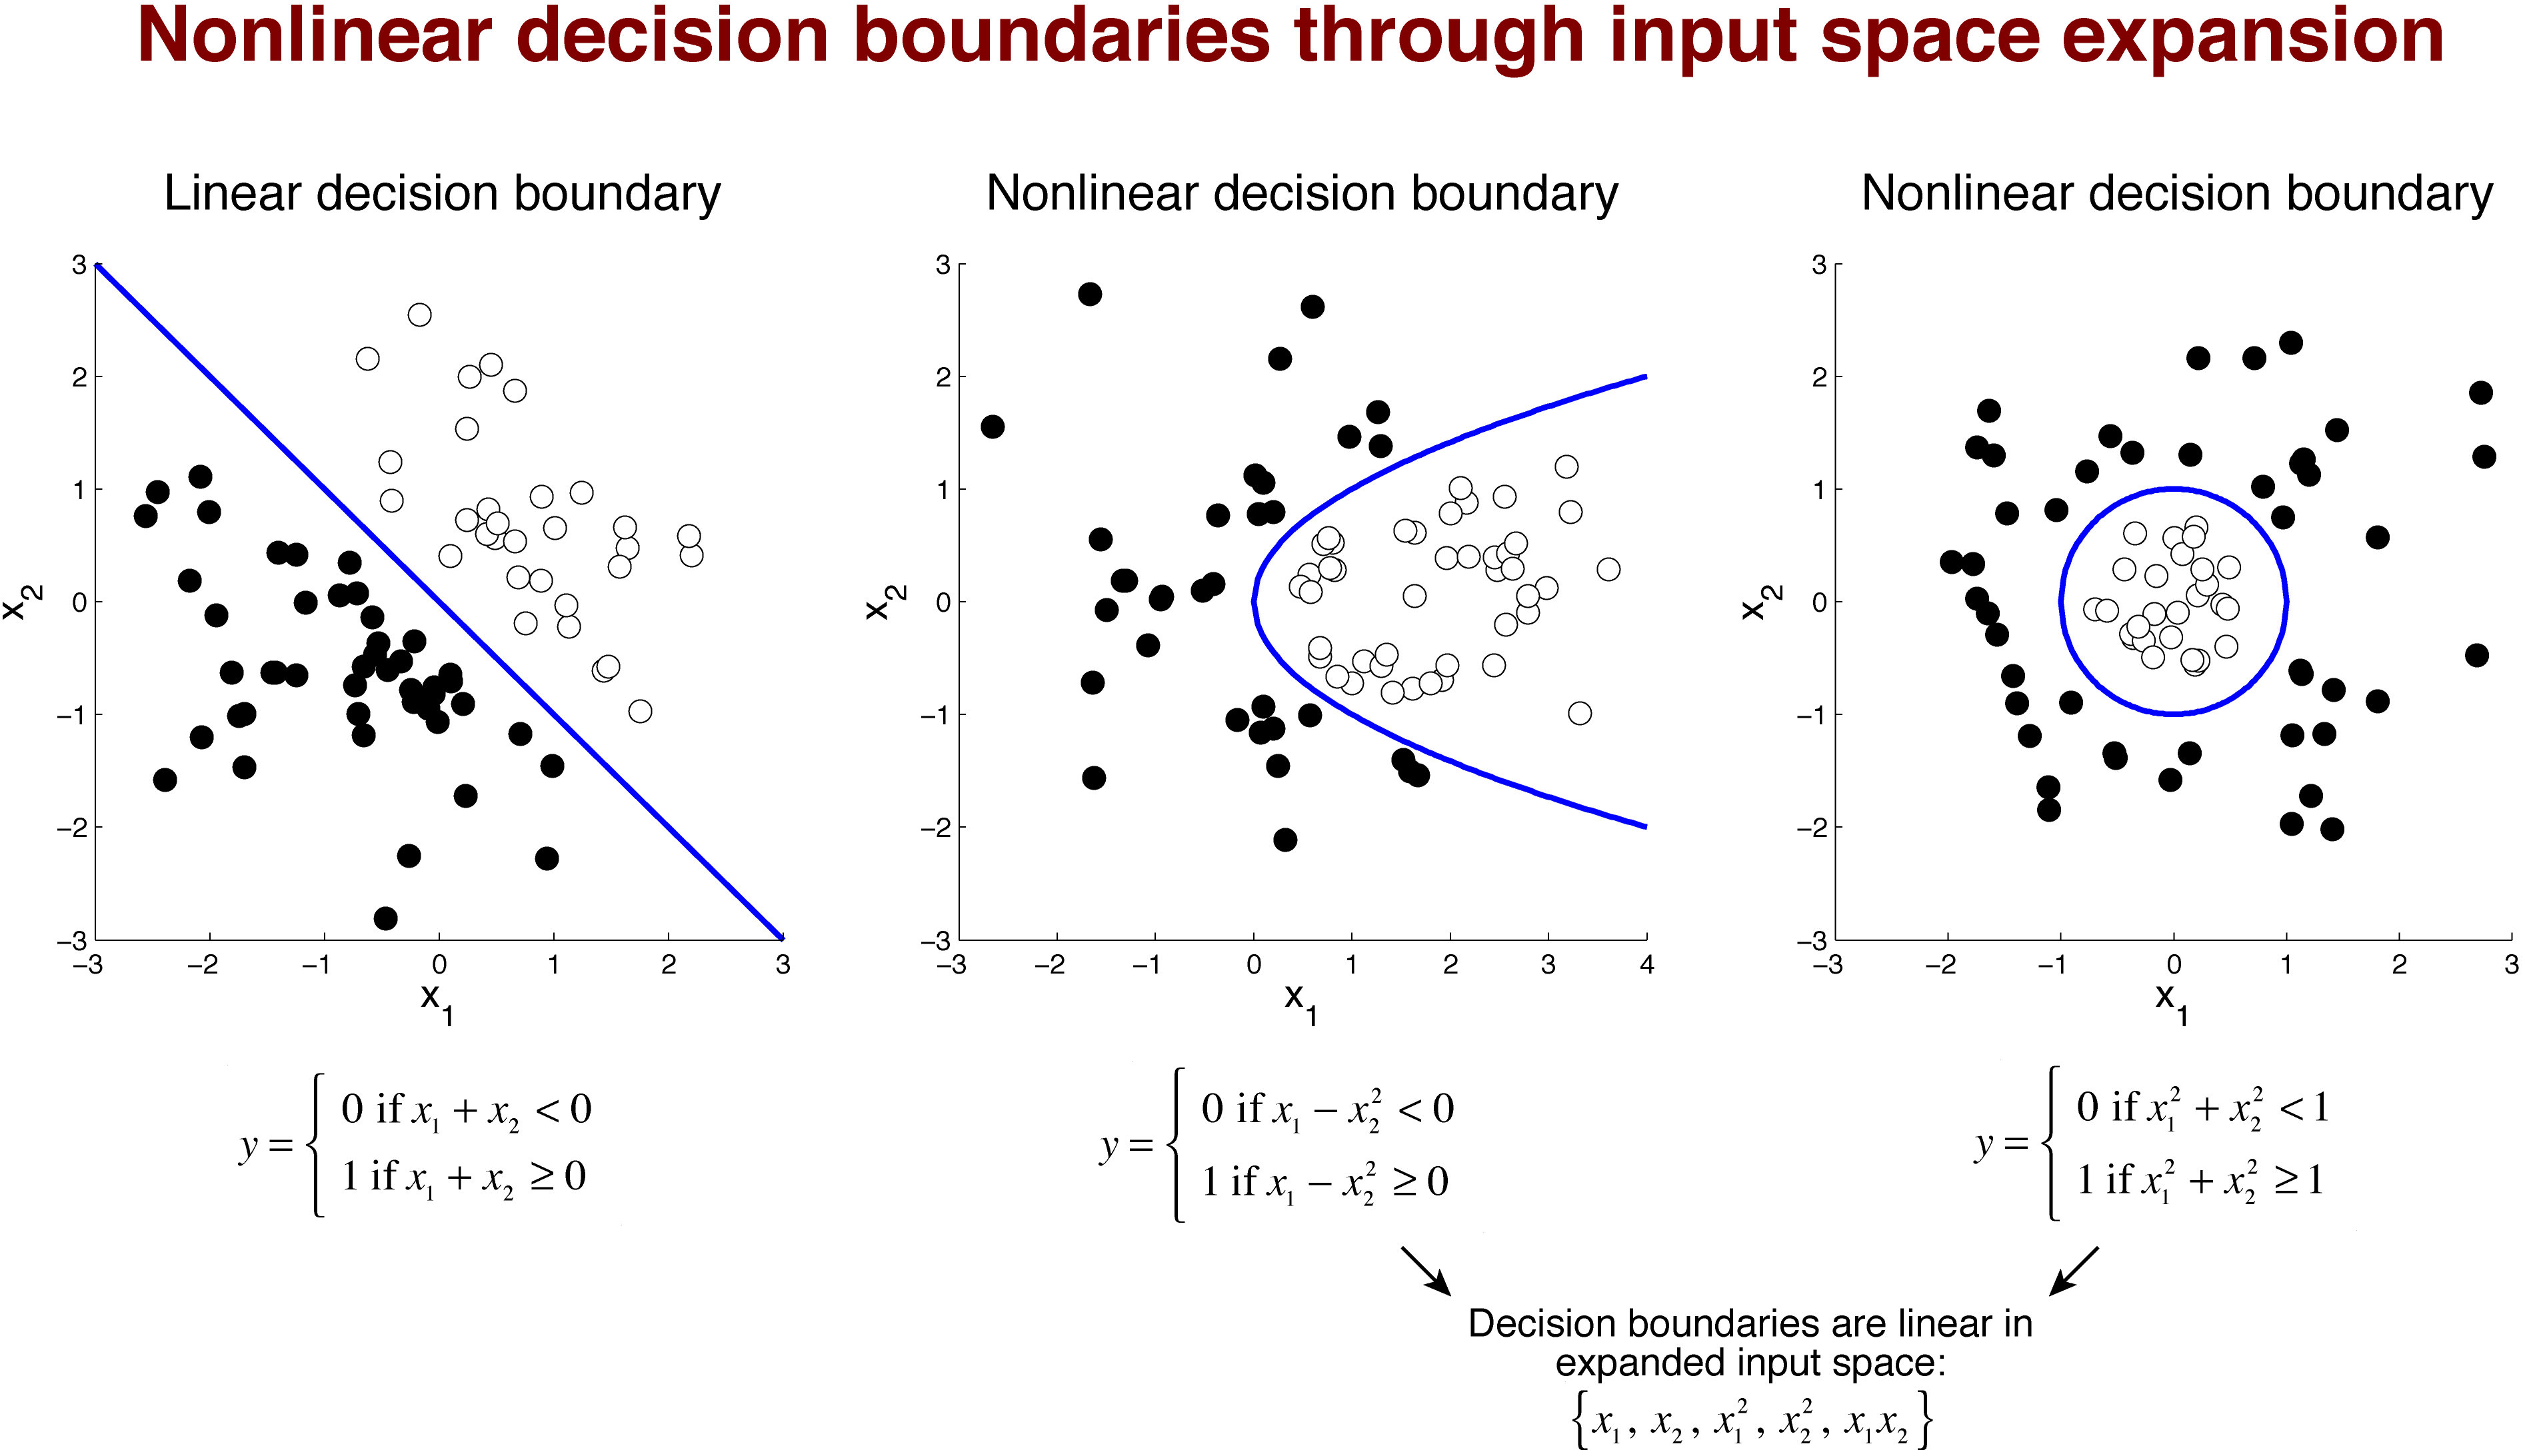 Nonlinear decision boundaries through input space expansion
Linear decision boundary
3
2
1
0
−1
−2
−3
x₂
−3 −2 −1 0 1 2 3
x₁
y = { 0 if x₁ + x₂ < 0
1 if x₁ + x₂ ≥ 0
Nonlinear decision boundary
3
2
1
0
−1
−2
−3
x₂
−3 −2 −1 0 1 2 3 4
x₁
y = { 0 if x₁ − x₂² < 0
1 if x₁ − x₂² ≥ 0
Nonlinear decision boundary
3
2
1
0
−1
−2
−3
x₂
−3 −2 −1 0 1 2 3
x₁
y = { 0 if x₁² + x₂² < 1
1 if x₁² + x₂² ≥ 1
Decision boundaries are linear in
expanded input space:
{x₁, x₂, x₁², x₂², x₁x₂}